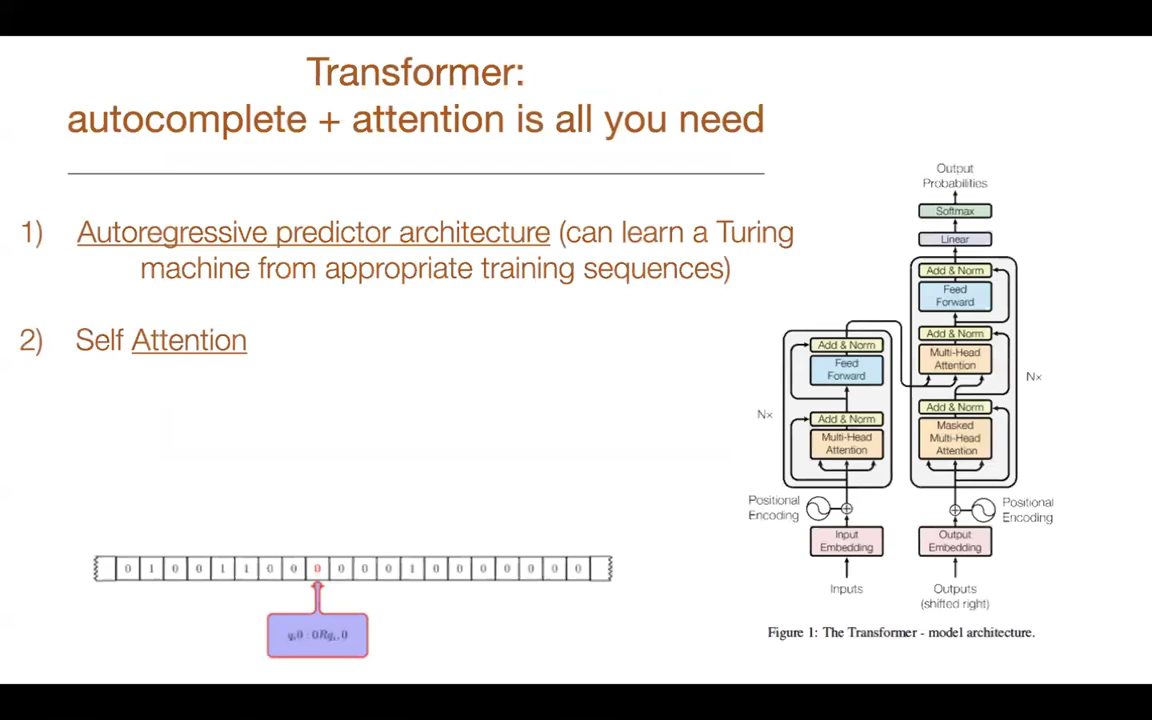 Transformer:
autocomplete + attention is all you need
1) Autoregressive predictor architecture (can learn a Turing
machine from appropriate training sequences)
2) Self Attention
0 1 0 0 1 1 0 0 0 0 0 0 1 0 0 0 0 0 0 0
Output
Probabilities
Softmax
Linear
Add & Norm
Feed
Forward
Add & Norm
Multi-Head
Attention
Nx
Add & Norm
Masked
Multi-Head
Attention
Positional
Encoding
Output
Embedding
Outputs
(shifted right)
Add & Norm
Feed
Forward
Nx
Add & Norm
Multi-Head
Attention
Positional
Encoding
Input
Embedding
Inputs
Figure 1: The Transformer - model architecture.